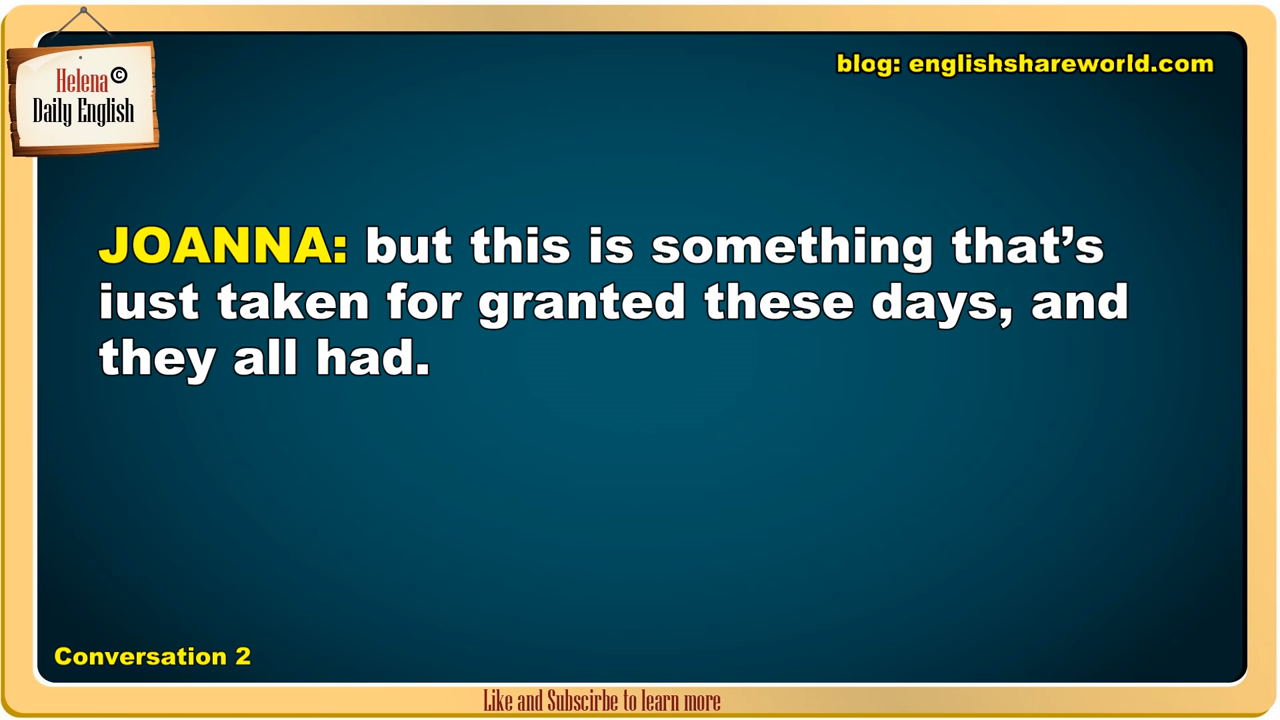 Helena©
Daily English
blog: englishshareworld.com
JOANNA: but this is something that’s
iust taken for granted these days, and
they all had.
Conversation 2
Like and Subscirbe to learn more